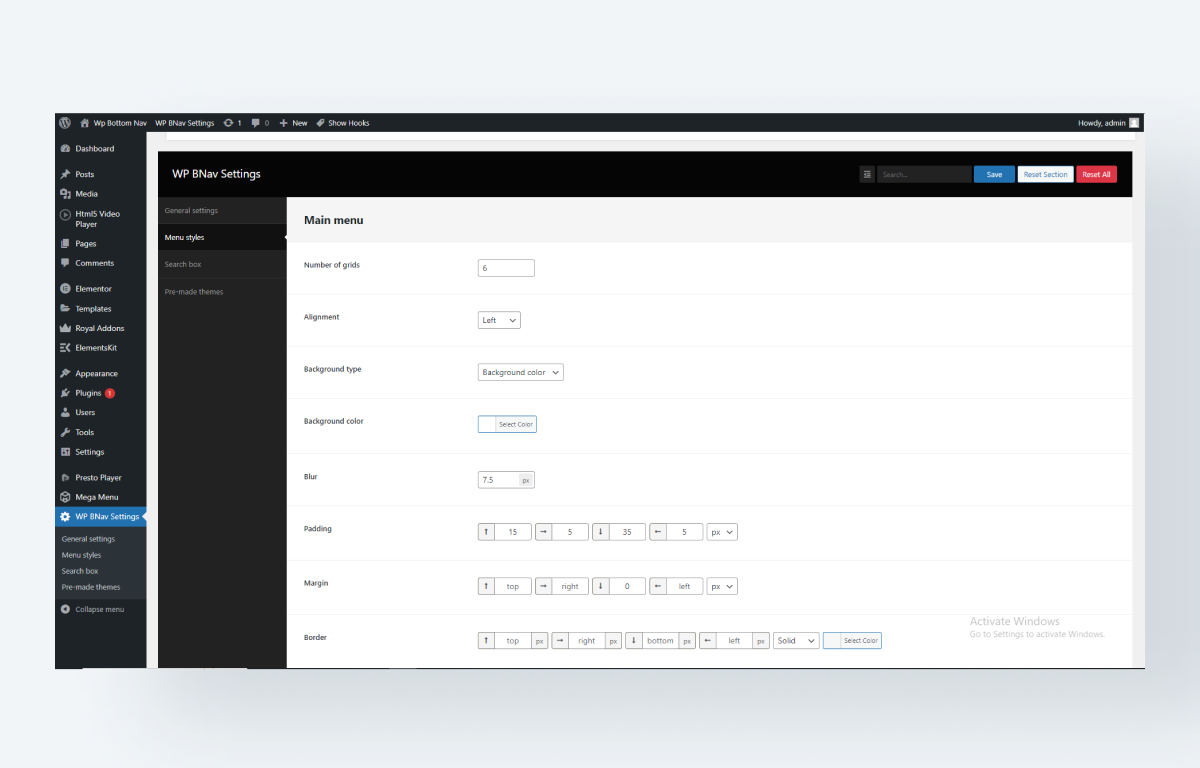 Wp Bottom Nav WP BNav Settings 1 0 New Show Hooks Howdy, admin
Dashboard
Posts
Media
Html5 Video
Player
Pages
Comments
Elementor
Templates
Royal Addons
ElementsKit
Appearance
Plugins 1
Users
Tools
Settings
Presto Player
Mega Menu
WP BNav Settings
General settings
Menu styles
Search box
Pre-made themes
Collapse menu
WP BNav Settings Search... Save Reset Section Reset All
General settings
Menu styles
Search box
Pre-made themes
Main menu
Number of grids 6
Alignment Left
Background type Background color
Background color Select Color
Blur 7.5 px
Padding ↑ 15 → 5 ↓ 35 ← 5 px
Margin ↑ top → right ↓ 0 ← left px
Border ↑ top px → right px ↓ bottom px ← left px Solid Select Color
Activate Windows
Go to Settings to activate Windows.